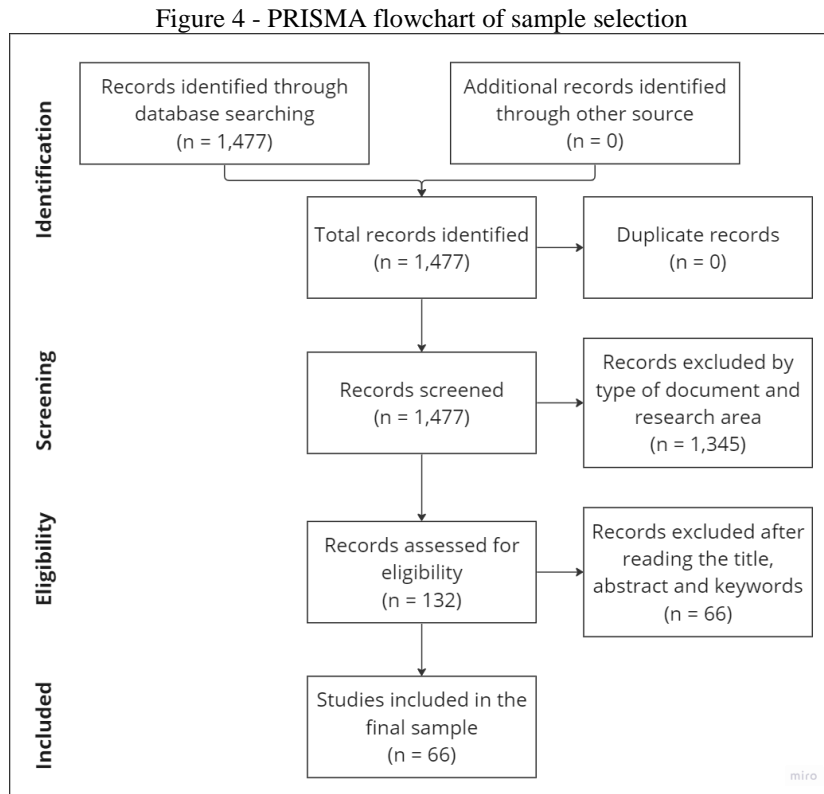 Figure 4 - PRISMA flowchart of sample selection
Identification
Records identified through
database searching
(n = 1,477)
Additional records identified
through other source
(n = 0)
Total records identified
(n = 1,477)
Duplicate records
(n = 0)
Screening
Records screened
(n = 1,477)
Records excluded by
type of document and
research area
(n = 1,345)
Eligibility
Records assessed for
eligibility
(n = 132)
Records excluded after
reading the title,
abstract and keywords
(n = 66)
Included
Studies included in the
final sample
(n = 66)
miro